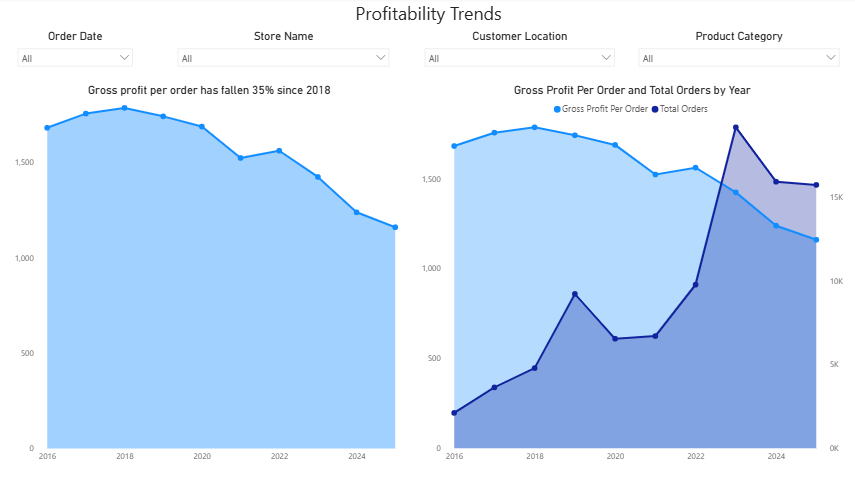 Profitability Trends
Order Date
Store Name
Customer Location
Product Category
All
All
All
All
Gross profit per order has fallen 35% since 2018
1,500
1,000
500
0
2016
2018
2020
2022
2024
Gross Profit Per Order and Total Orders by Year
Gross Profit Per Order
Total Orders
1,500
1,000
500
0
15K
10K
5K
0K
2016
2018
2020
2022
2024